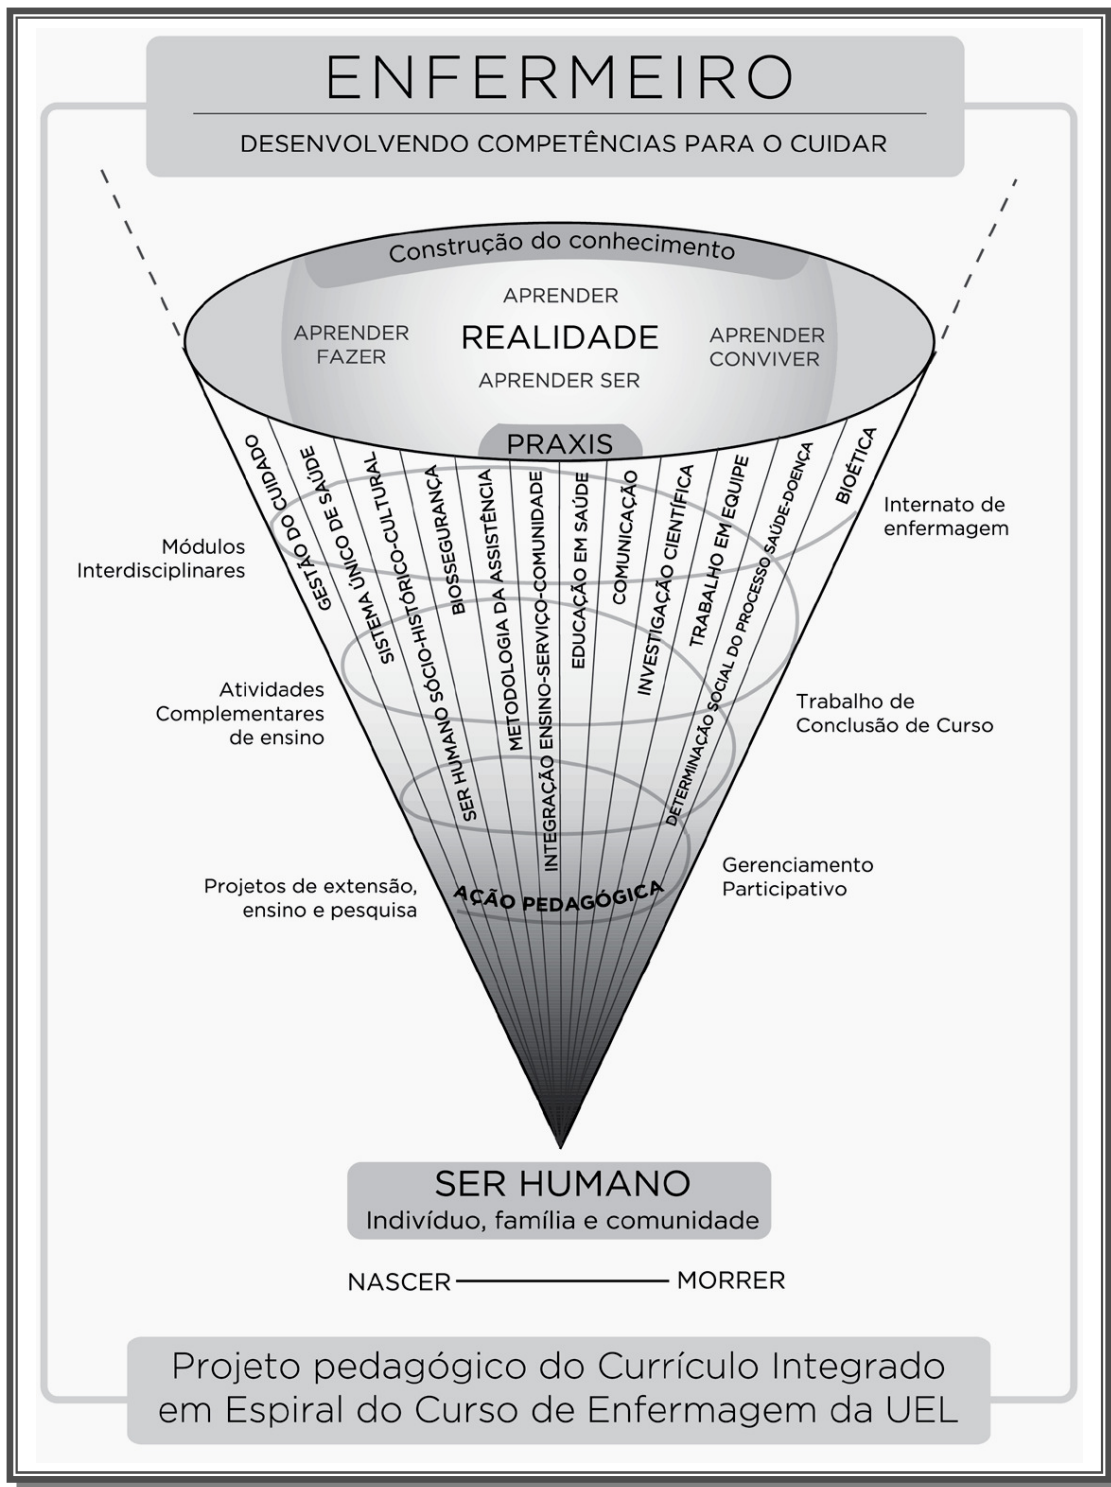 ENFERMEIRO
DESENVOLVENDO COMPETÊNCIAS PARA O CUIDAR
Construção do conhecimento
APRENDER
APRENDER
FAZER
REALIDADE
APRENDER
CONVIVER
APRENDER SER
PRAXIS
GESTÃO DO CUIDADO
SISTEMA ÚNICO DE SAÚDE
SER HUMANO SÓCIO-HISTÓRICO-CULTURAL
BIOSSEGURANÇA
METODOLOGIA DA ASSISTÊNCIA
INTEGRAÇÃO ENSINO-SERVIÇO-COMUNIDADE
EDUCAÇÃO EM SAÚDE
COMUNICAÇÃO
INVESTIGAÇÃO CIENTÍFICA
TRABALHO EM EQUIPE
DETERMINAÇÃO SOCIAL DO PROCESSO SAÚDE-DOENÇA
BIOÉTICA
Módulos
Interdisciplinares
Internato de
enfermagem
Atividades
Complementares
de ensino
Trabalho de
Conclusão de Curso
Projetos de extensão,
ensino e pesquisa
Gerenciamento
Participativo
AÇÃO PEDAGÓGICA
SER HUMANO
Indivíduo, família e comunidade
NASCER MORRER
Projeto pedagógico do Currículo Integrado
em Espiral do Curso de Enfermagem da UEL